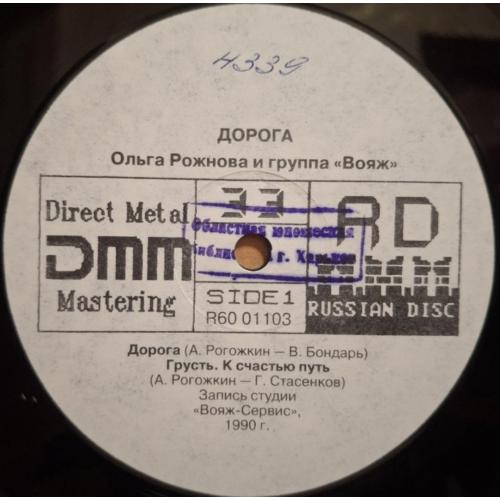 4339
ДОРОГА
Ольга Рожнова и группа «Вояж»
Direct Metal
DMM
Mastering
33
Областная юношеская
г. Харьков
SIDE 1
R60 01103
RD
RUSSIAN DISC
Дорога (А. Рогожкин — В. Бондарь)
Грусть. К счастью путь
(А. Рогожкин — Г. Стасенков)
Запись студии
«Вояж-Сервис»,
1990 г.